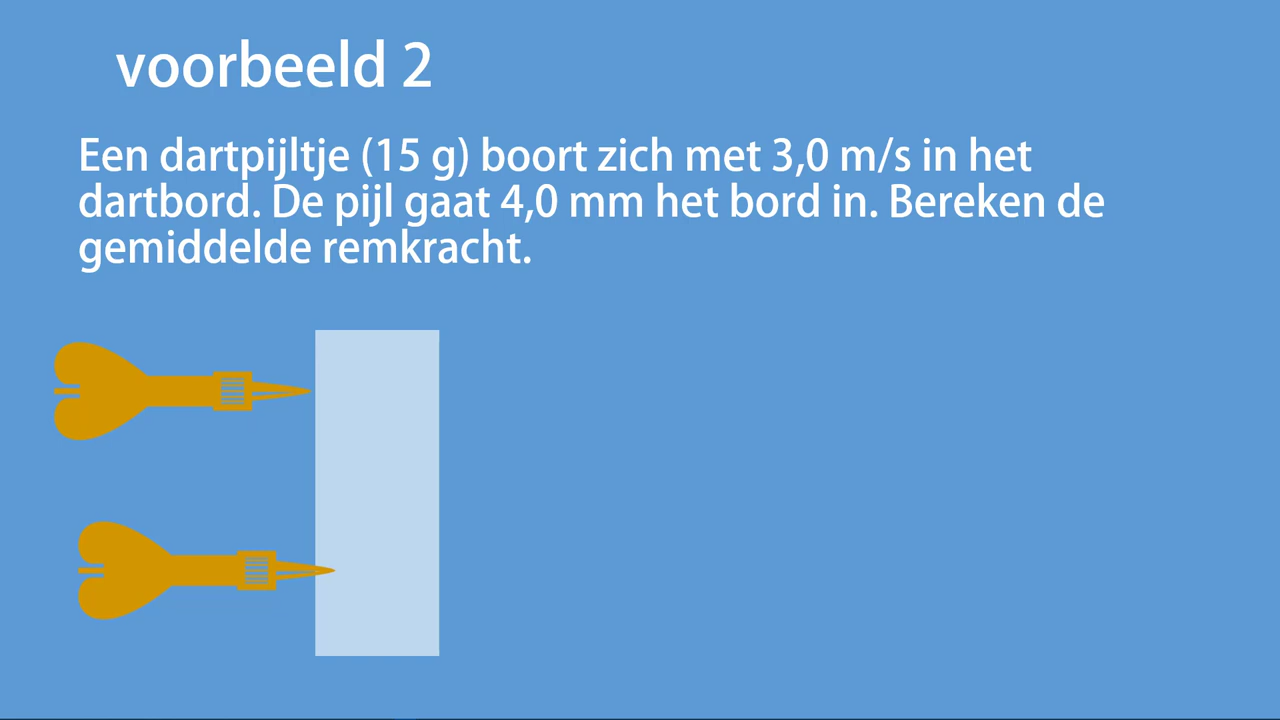 voorbeeld 2
Een dartpijltje (15 g) boort zich met 3,0 m/s in het
dartbord. De pijl gaat 4,0 mm het bord in. Bereken de
gemiddelde remkracht.